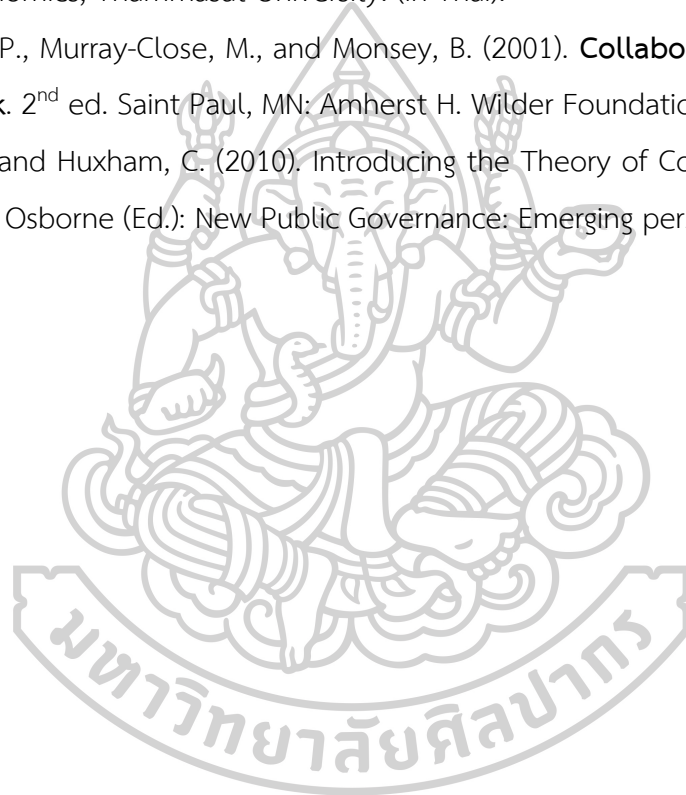 nomics, Thammasat University. (in Thai).
P., Murray-Close, M., and Monsey, B. (2001). Collabo
k. 2nd ed. Saint Paul, MN: Amherst H. Wilder Foundatio
and Huxham, C. (2010). Introducing the Theory of Co
Osborne (Ed.): New Public Governance: Emerging per
มหาวิทยาลัยศิลปากร